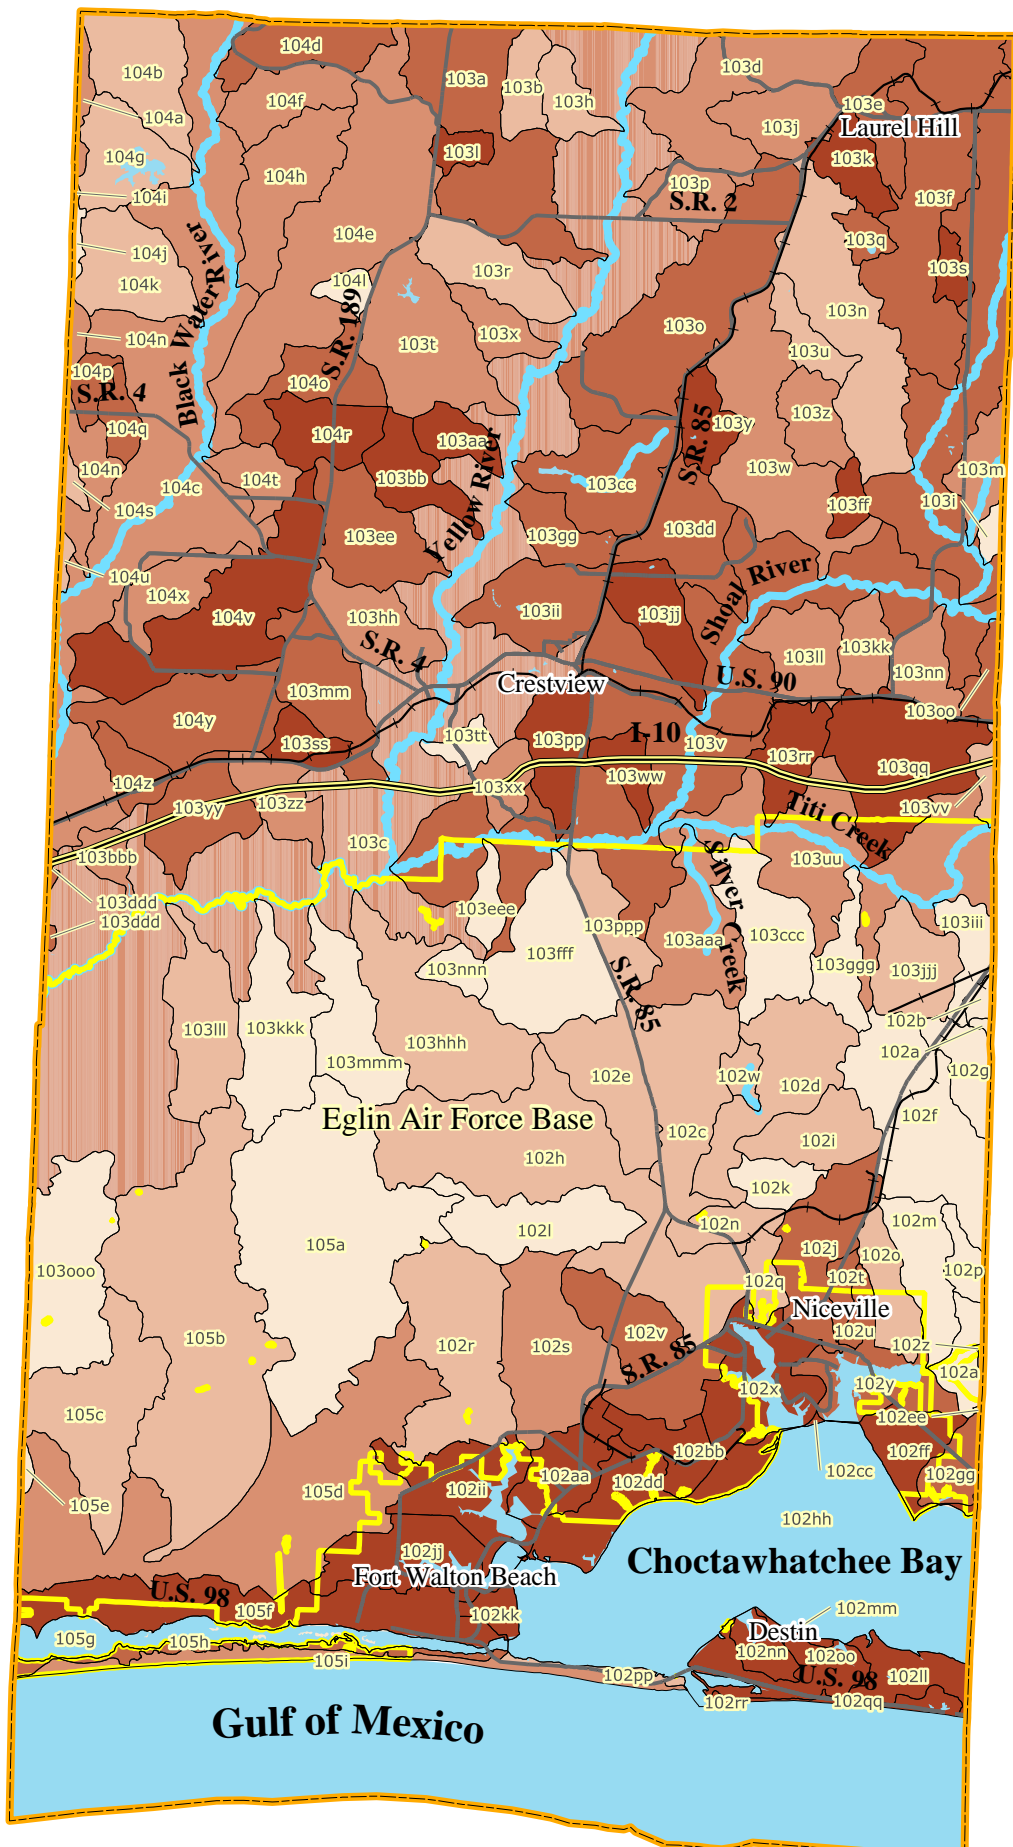 104d
104b
103d
103a
103b
104f
103h
103e
104a
Laurel Hill
103j
103l
104g
103k
104h
103p
104i
103f
S.R. 2
104e
103q
104j
103r
103s
Black Water River
104l
104k
103n
S.R. 189
103o
103x
104n
103t
103u
104p
104o
S.R. 4
103z
S.R. 85
103y
104q
104r
103aa
104n
103w
103m
104t
103bb
103cc
104c
Yellow River
103i
103ff
104s
103dd
103ee
103gg
Shoal River
104u
104x
103ii
103jj
104v
103hh
103kk
S.R. 4
103ll
103nn
Crestview
U.S. 90
103mm
103oo
104y
103tt
I-10
103ss
103pp
103v
103rr
103qq
103ww
104z
103xx
103zz
103yy
103vv
Titi Creek
103c
103bbb
103uu
Silver Creek
103ddd
103eee
103ddd
103ppp
103iii
103ccc
103aaa
103fff
103nnn
103ggg
103jjj
S.R. 85
102b
103lll
103kkk
103hhh
102a
103mmm
102g
102e
102w
102d
102f
Eglin Air Force Base
102c
102i
102h
102k
102m
102n
102l
105a
102j
102o
103ooo
102p
102t
102q
Niceville
102u
105b
102v
102r
102s
102z
S.R. 85
102a
102y
102x
105c
102ee
102bb
102ff
102cc
102aa
102gg
102dd
102ii
105d
105e
102hh
102jj
Choctawhatchee Bay
Fort Walton Beach
U.S. 98
102mm
105f
102kk
Destin
105g
105h
102nn
102oo
105i
102pp
U.S. 98
102ll
102rr
102qq
Gulf of Mexico